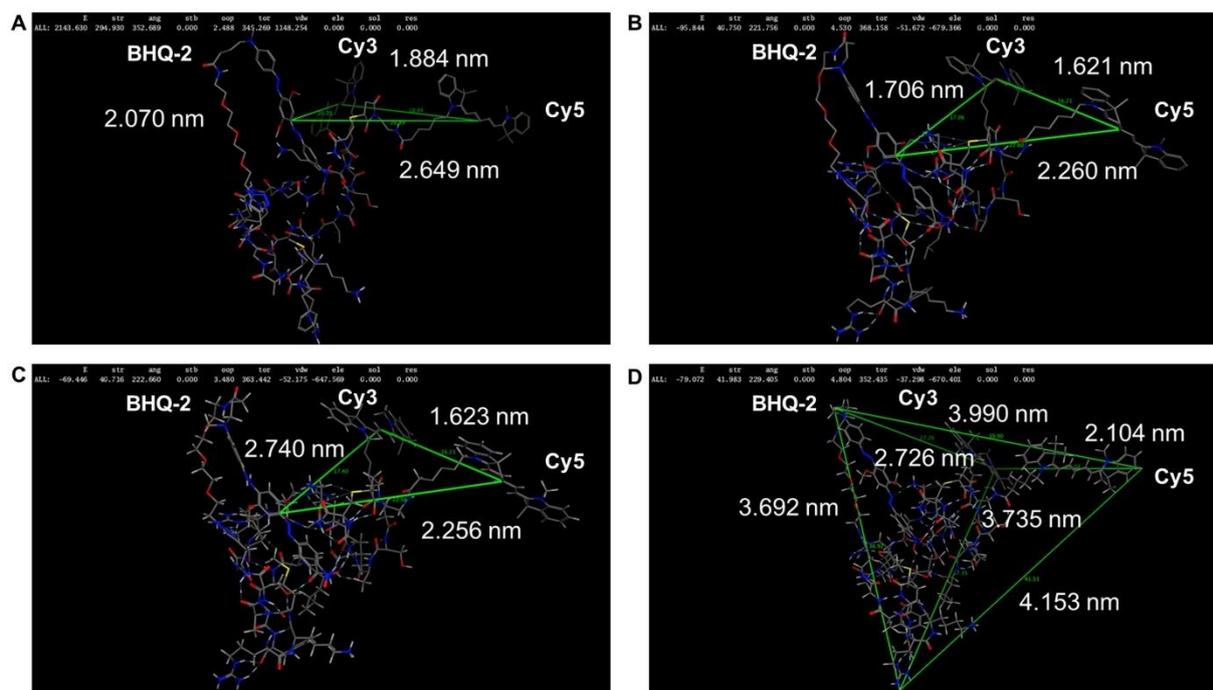 A
E str ang stb oop tor vdw ele sol res
ALL: 2143.630 294.930 352.689 0.000 2.488 345.269 1148.254 0.000 0.000 0.000
BHQ-2
Cy3
1.884 nm
Cy5
2.070 nm
2.649 nm
B
E str ang stb oop tor vdw ele sol res
ALL: -95.844 40.750 221.756 0.000 4.530 368.158 -51.672 -679.366 0.000 0.000
BHQ-2
Cy3
1.621 nm
1.706 nm
Cy5
2.260 nm
C
E str ang stb oop tor vdw ele sol res
ALL: -69.446 40.736 222.660 0.000 3.480 363.442 -52.175 -647.569 0.000 0.000
BHQ-2
Cy3
1.623 nm
2.740 nm
Cy5
2.256 nm
D
E str ang stb oop tor vdw ele sol res
ALL: -79.072 41.983 229.405 0.000 4.804 352.435 -37.298 -670.401 0.000 0.000
BHQ-2
Cy3
3.990 nm
2.104 nm
2.726 nm
Cy5
3.692 nm
3.735 nm
4.153 nm